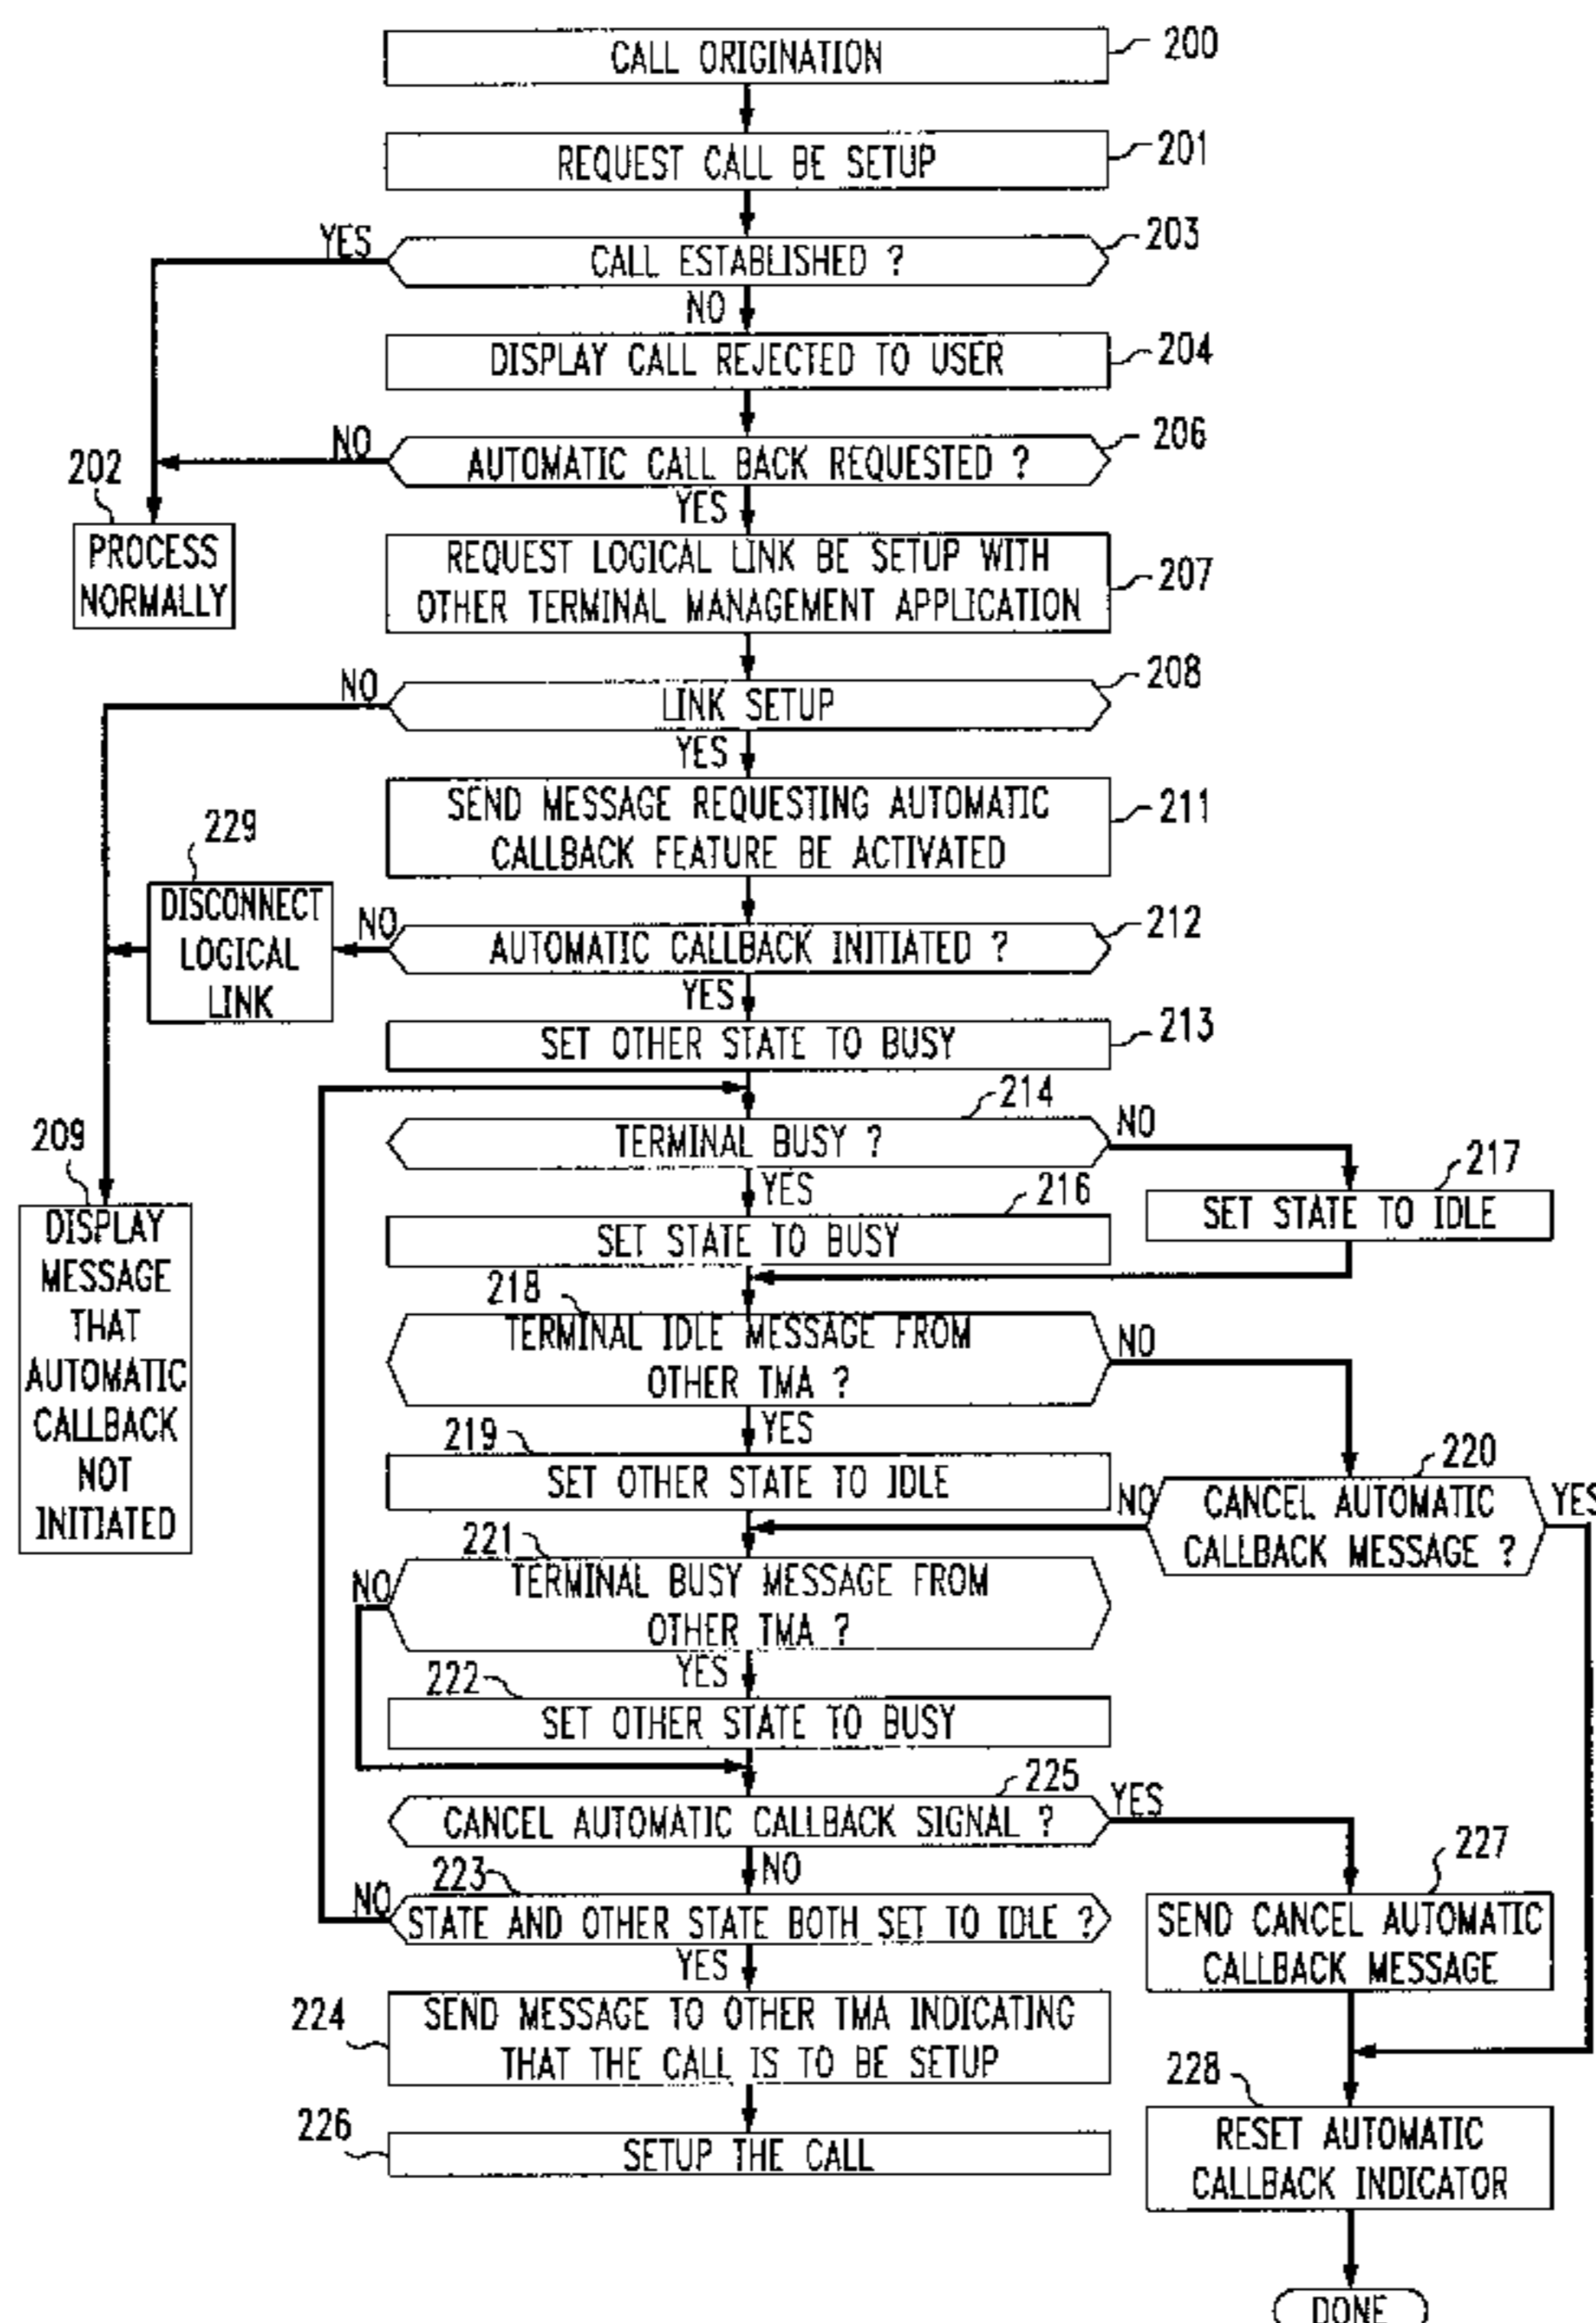 CALL ORIGINATION
200
REQUEST CALL BE SETUP
201
YES
CALL ESTABLISHED ?
203
NO
DISPLAY CALL REJECTED TO USER
204
NO
AUTOMATIC CALL BACK REQUESTED ?
206
202
PROCESS
NORMALLY
YES
REQUEST LOGICAL LINK BE SETUP WITH
OTHER TERMINAL MANAGEMENT APPLICATION
207
NO
LINK SETUP
208
YES
SEND MESSAGE REQUESTING AUTOMATIC
CALLBACK FEATURE BE ACTIVATED
211
229
DISCONNECT
LOGICAL
LINK
NO
AUTOMATIC CALLBACK INITIATED ?
212
YES
SET OTHER STATE TO BUSY
213
209
DISPLAY
MESSAGE
THAT
AUTOMATIC
CALLBACK
NOT
INITIATED
214
TERMINAL BUSY ?
NO
217
SET STATE TO IDLE
YES
216
SET STATE TO BUSY
218
TERMINAL IDLE MESSAGE FROM
OTHER TMA ?
NO
YES
219
SET OTHER STATE TO IDLE
220
NO
CANCEL AUTOMATIC
CALLBACK MESSAGE ?
YES
221
NO
TERMINAL BUSY MESSAGE FROM
OTHER TMA ?
YES
222
SET OTHER STATE TO BUSY
225
CANCEL AUTOMATIC CALLBACK SIGNAL ?
YES
NO
227
SEND CANCEL AUTOMATIC
CALLBACK MESSAGE
223
NO
STATE AND OTHER STATE BOTH SET TO IDLE ?
YES
224
SEND MESSAGE TO OTHER TMA INDICATING
THAT THE CALL IS TO BE SETUP
228
RESET AUTOMATIC
CALLBACK INDICATOR
226
SETUP THE CALL
DONE